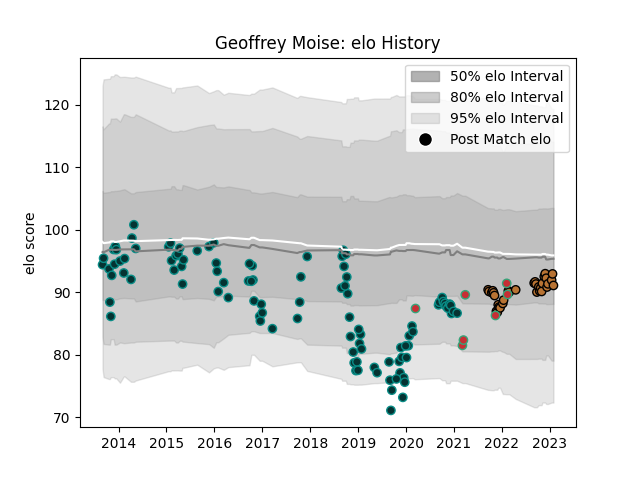 Geoffrey Moise: elo History
50% elo Interval
80% elo Interval
95% elo Interval
Post Match elo
elo score
120
110
100
90
80
70
2014 2015 2016 2017 2018 2019 2020 2021 2022 2023